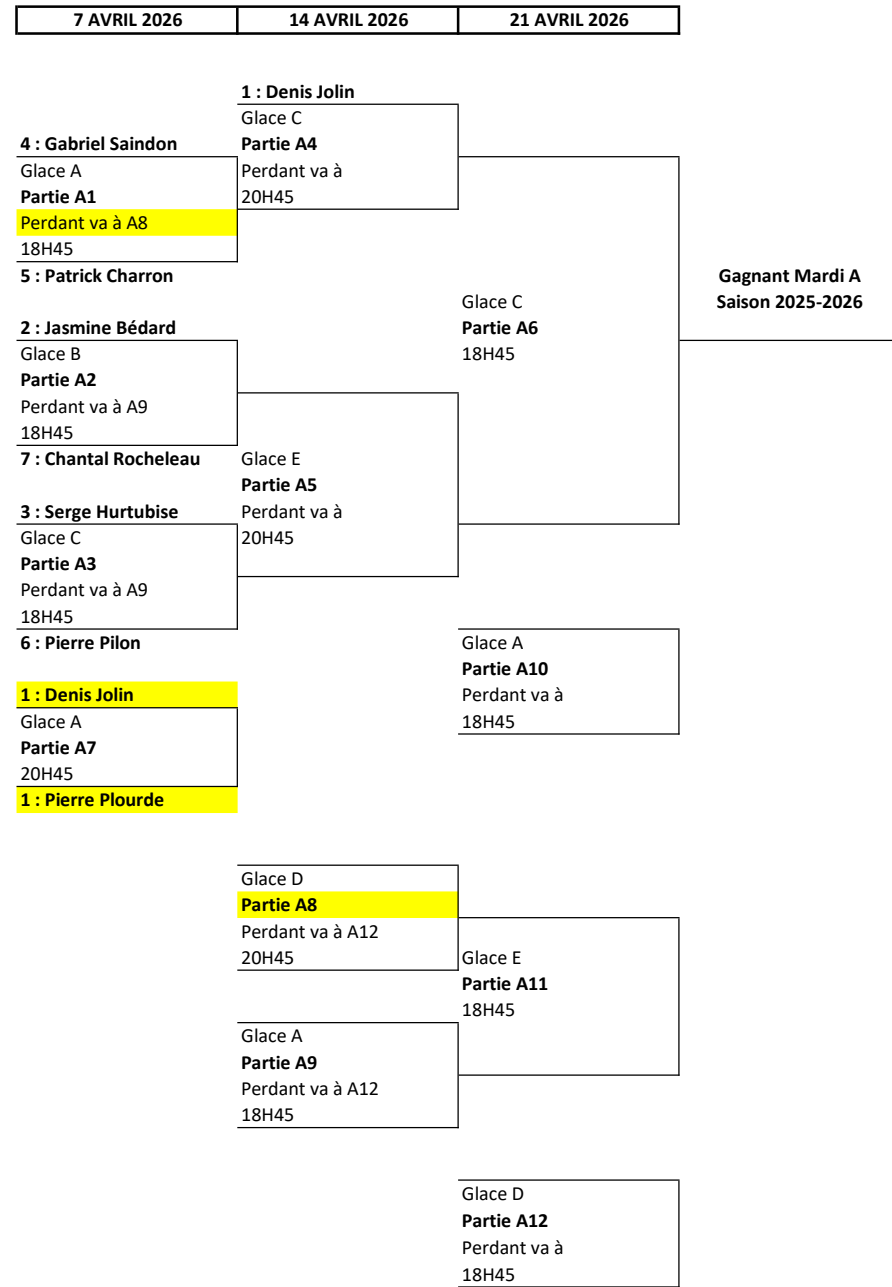 7 AVRIL 2026
14 AVRIL 2026
21 AVRIL 2026
1 : Denis Jolin
Glace C
4 : Gabriel Saindon
Partie A4
Glace A
Perdant va à
Partie A1
20H45
Perdant va à A8
18H45
5 : Patrick Charron
Gagnant Mardi A
Glace C
Saison 2025-2026
2 : Jasmine Bédard
Partie A6
Glace B
18H45
Partie A2
Perdant va à A9
18H45
7 : Chantal Rocheleau
Glace E
Partie A5
3 : Serge Hurtubise
Perdant va à
Glace C
20H45
Partie A3
Perdant va à A9
18H45
6 : Pierre Pilon
Glace A
Partie A10
1 : Denis Jolin
Perdant va à
Glace A
18H45
Partie A7
20H45
1 : Pierre Plourde
Glace D
Partie A8
Perdant va à A12
20H45
Glace E
Partie A11
18H45
Glace A
Partie A9
Perdant va à A12
18H45
Glace D
Partie A12
Perdant va à
18H45